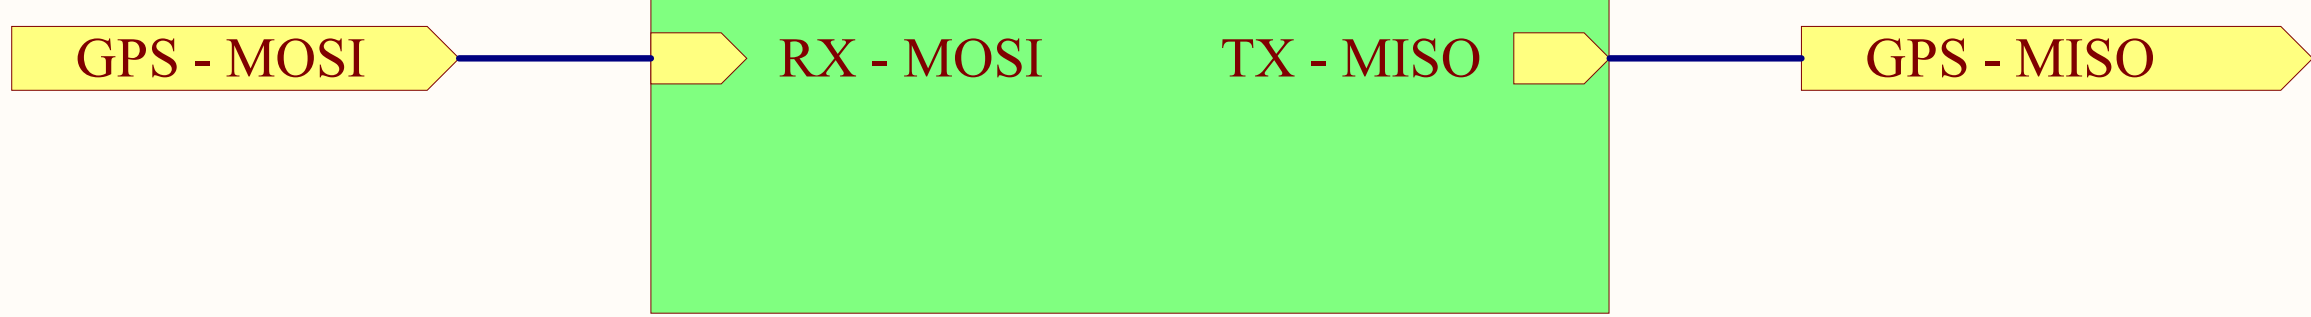 GPS - MOSI RX - MOSI TX - MISO GPS - MISO